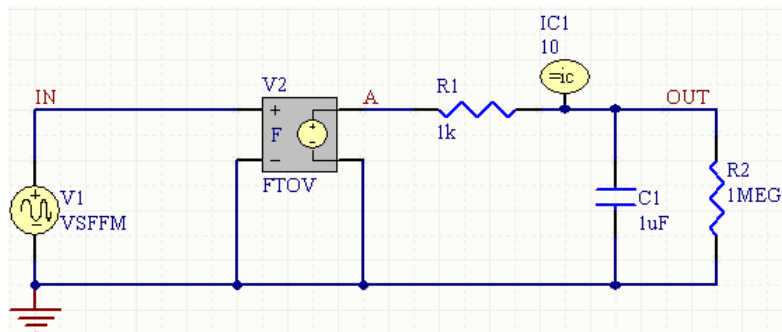 IC1
10
=ic
IN
V2
A
R1
OUT
+
F
+
-
-
1k
FTOV
V1
VSFFM
+
-
C1
1uF
R2
1MEG